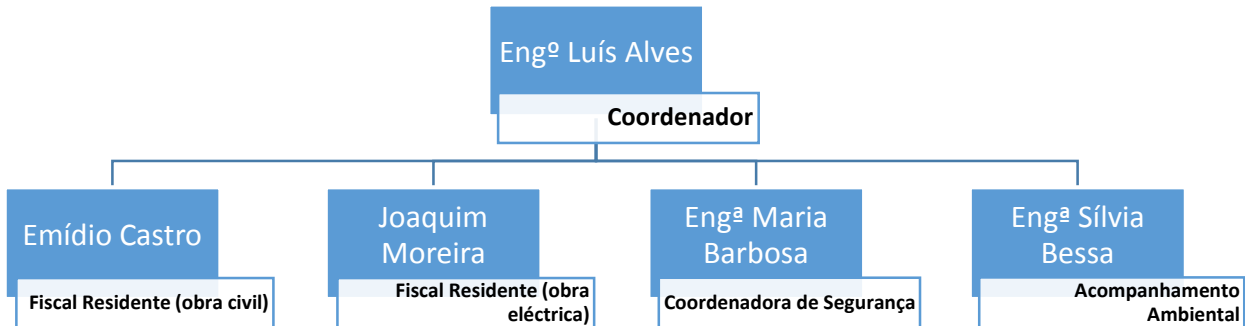 Engº Luís Alves
Coordenador
Emídio Castro
Fiscal Residente (obra civil)
Joaquim
Moreira
Fiscal Residente (obra
eléctrica)
Engª Maria
Barbosa
Coordenadora de Segurança
Engª Sílvia
Bessa
Acompanhamento
Ambiental